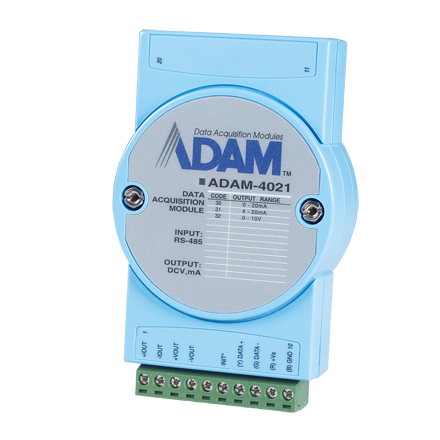 20 11
Data Acquisition Modules
ADAM™
ADAM-4021
DATA ACQUISITION MODULE
CODE OUTPUT RANGE
30 0 - 20mA
31 4 - 20mA
32 0 - 10V
INPUT:
RS-485
OUTPUT:
DCV,mA
+IOUT 1
-IOUT
+VOUT
-VOUT
INIT*
(Y) DATA+
(G) DATA-
(R) +Vs
(B) GND 10